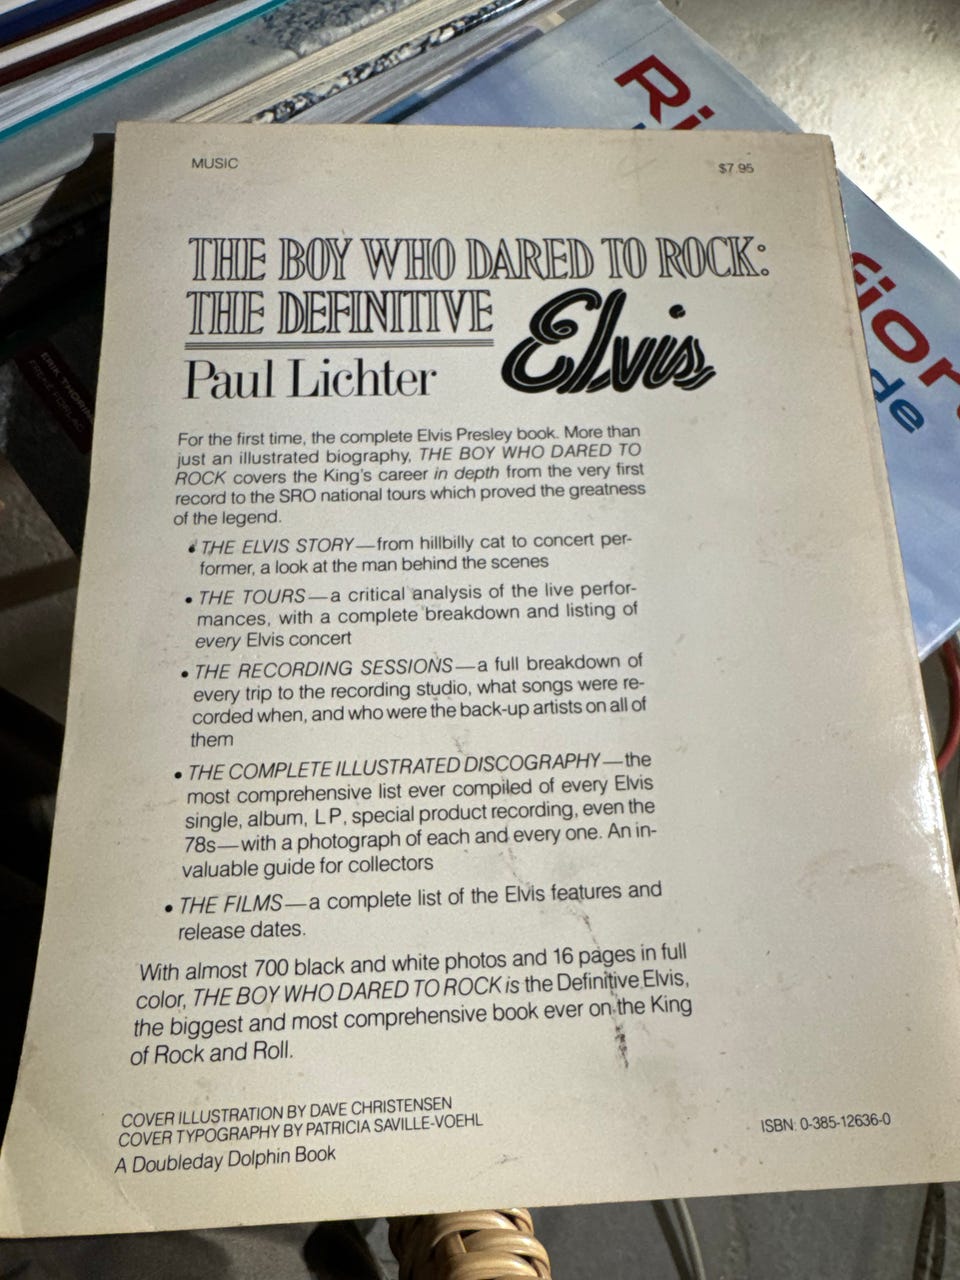 Ri
fior
de
ERIK THORIN
MUSIC
$7.95
THE BOY WHO DARED TO ROCK:
THE DEFINITIVE
Elvis
Paul Lichter
For the first time, the complete Elvis Presley book. More than
just an illustrated biography, THE BOY WHO DARED TO
ROCK covers the King's career in depth from the very first
record to the SRO national tours which proved the greatness
of the legend.
• THE ELVIS STORY—from hillbilly cat to concert per-
former, a look at the man behind the scenes
• THE TOURS—a critical analysis of the live perfor-
mances, with a complete breakdown and listing of
every Elvis concert
• THE RECORDING SESSIONS—a full breakdown of
every trip to the recording studio, what songs were re-
corded when, and who were the back-up artists on all of
them
• THE COMPLETE ILLUSTRATED DISCOGRAPHY—the
most comprehensive list ever compiled of every Elvis
single, album, LP, special product recording, even the
78s—with a photograph of each and every one. An in-
valuable guide for collectors
• THE FILMS—a complete list of the Elvis features and
release dates.
With almost 700 black and white photos and 16 pages in full
color, THE BOY WHO DARED TO ROCK is the Definitive Elvis,
the biggest and most comprehensive book ever on the King
of Rock and Roll.
COVER ILLUSTRATION BY DAVE CHRISTENSEN
COVER TYPOGRAPHY BY PATRICIA SAVILLE-VOEHL
A Doubleday Dolphin Book
ISBN: 0-385-12636-0